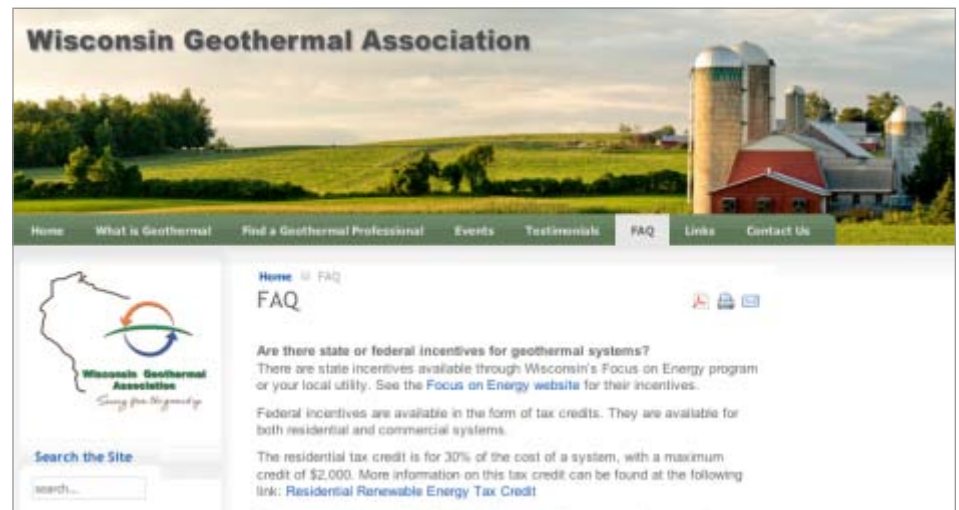 Wisconsin Geothermal Association
Home What is Geothermal Find a Geothermal Professional Events Testimonials FAQ Links Contact Us
Wisconsin Geothermal
Association
Saving from the ground up
Search the Site
search...
Home FAQ
FAQ
Are there state or federal incentives for geothermal systems?
There are state incentives available through Wisconsin's Focus on Energy program
or your local utility. See the Focus on Energy website for their incentives.
Federal incentives are available in the form of tax credits. They are available for
both residential and commercial systems.
The residential tax credit is for 30% of the cost of a system, with a maximum
credit of $2,000. More information on this tax credit can be found at the following
link: Residential Renewable Energy Tax Credit